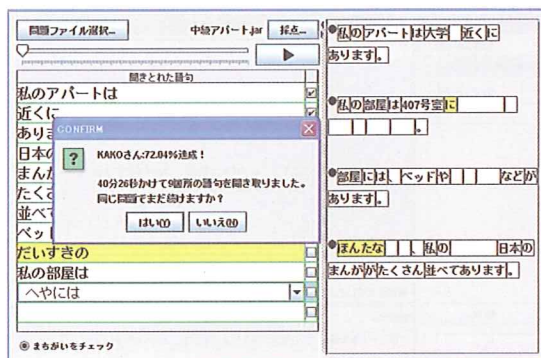 問題ファイル選択...
中級アパート.jar
採点...
聞きとれた語句
私のアパートは
近くに
あり
日本の
まんが
たくさ
並べて
ベッ
だいすきの
私の部屋は
へやには
まちがいをチェック
CONFIRM
KAKOさん:72.04%達成！
40分26秒かけて9個所の語句を聞き取りました。
同じ問題でまだ続けますか？
はい(Y)
いいえ(N)
●私のアパートは大学 近くに
あります。
●私の部屋は407号室に
。
●部屋には、ベッドや などが
あります。
●ほんたな 、私の 日本の
まんががたくさん並べてあります。